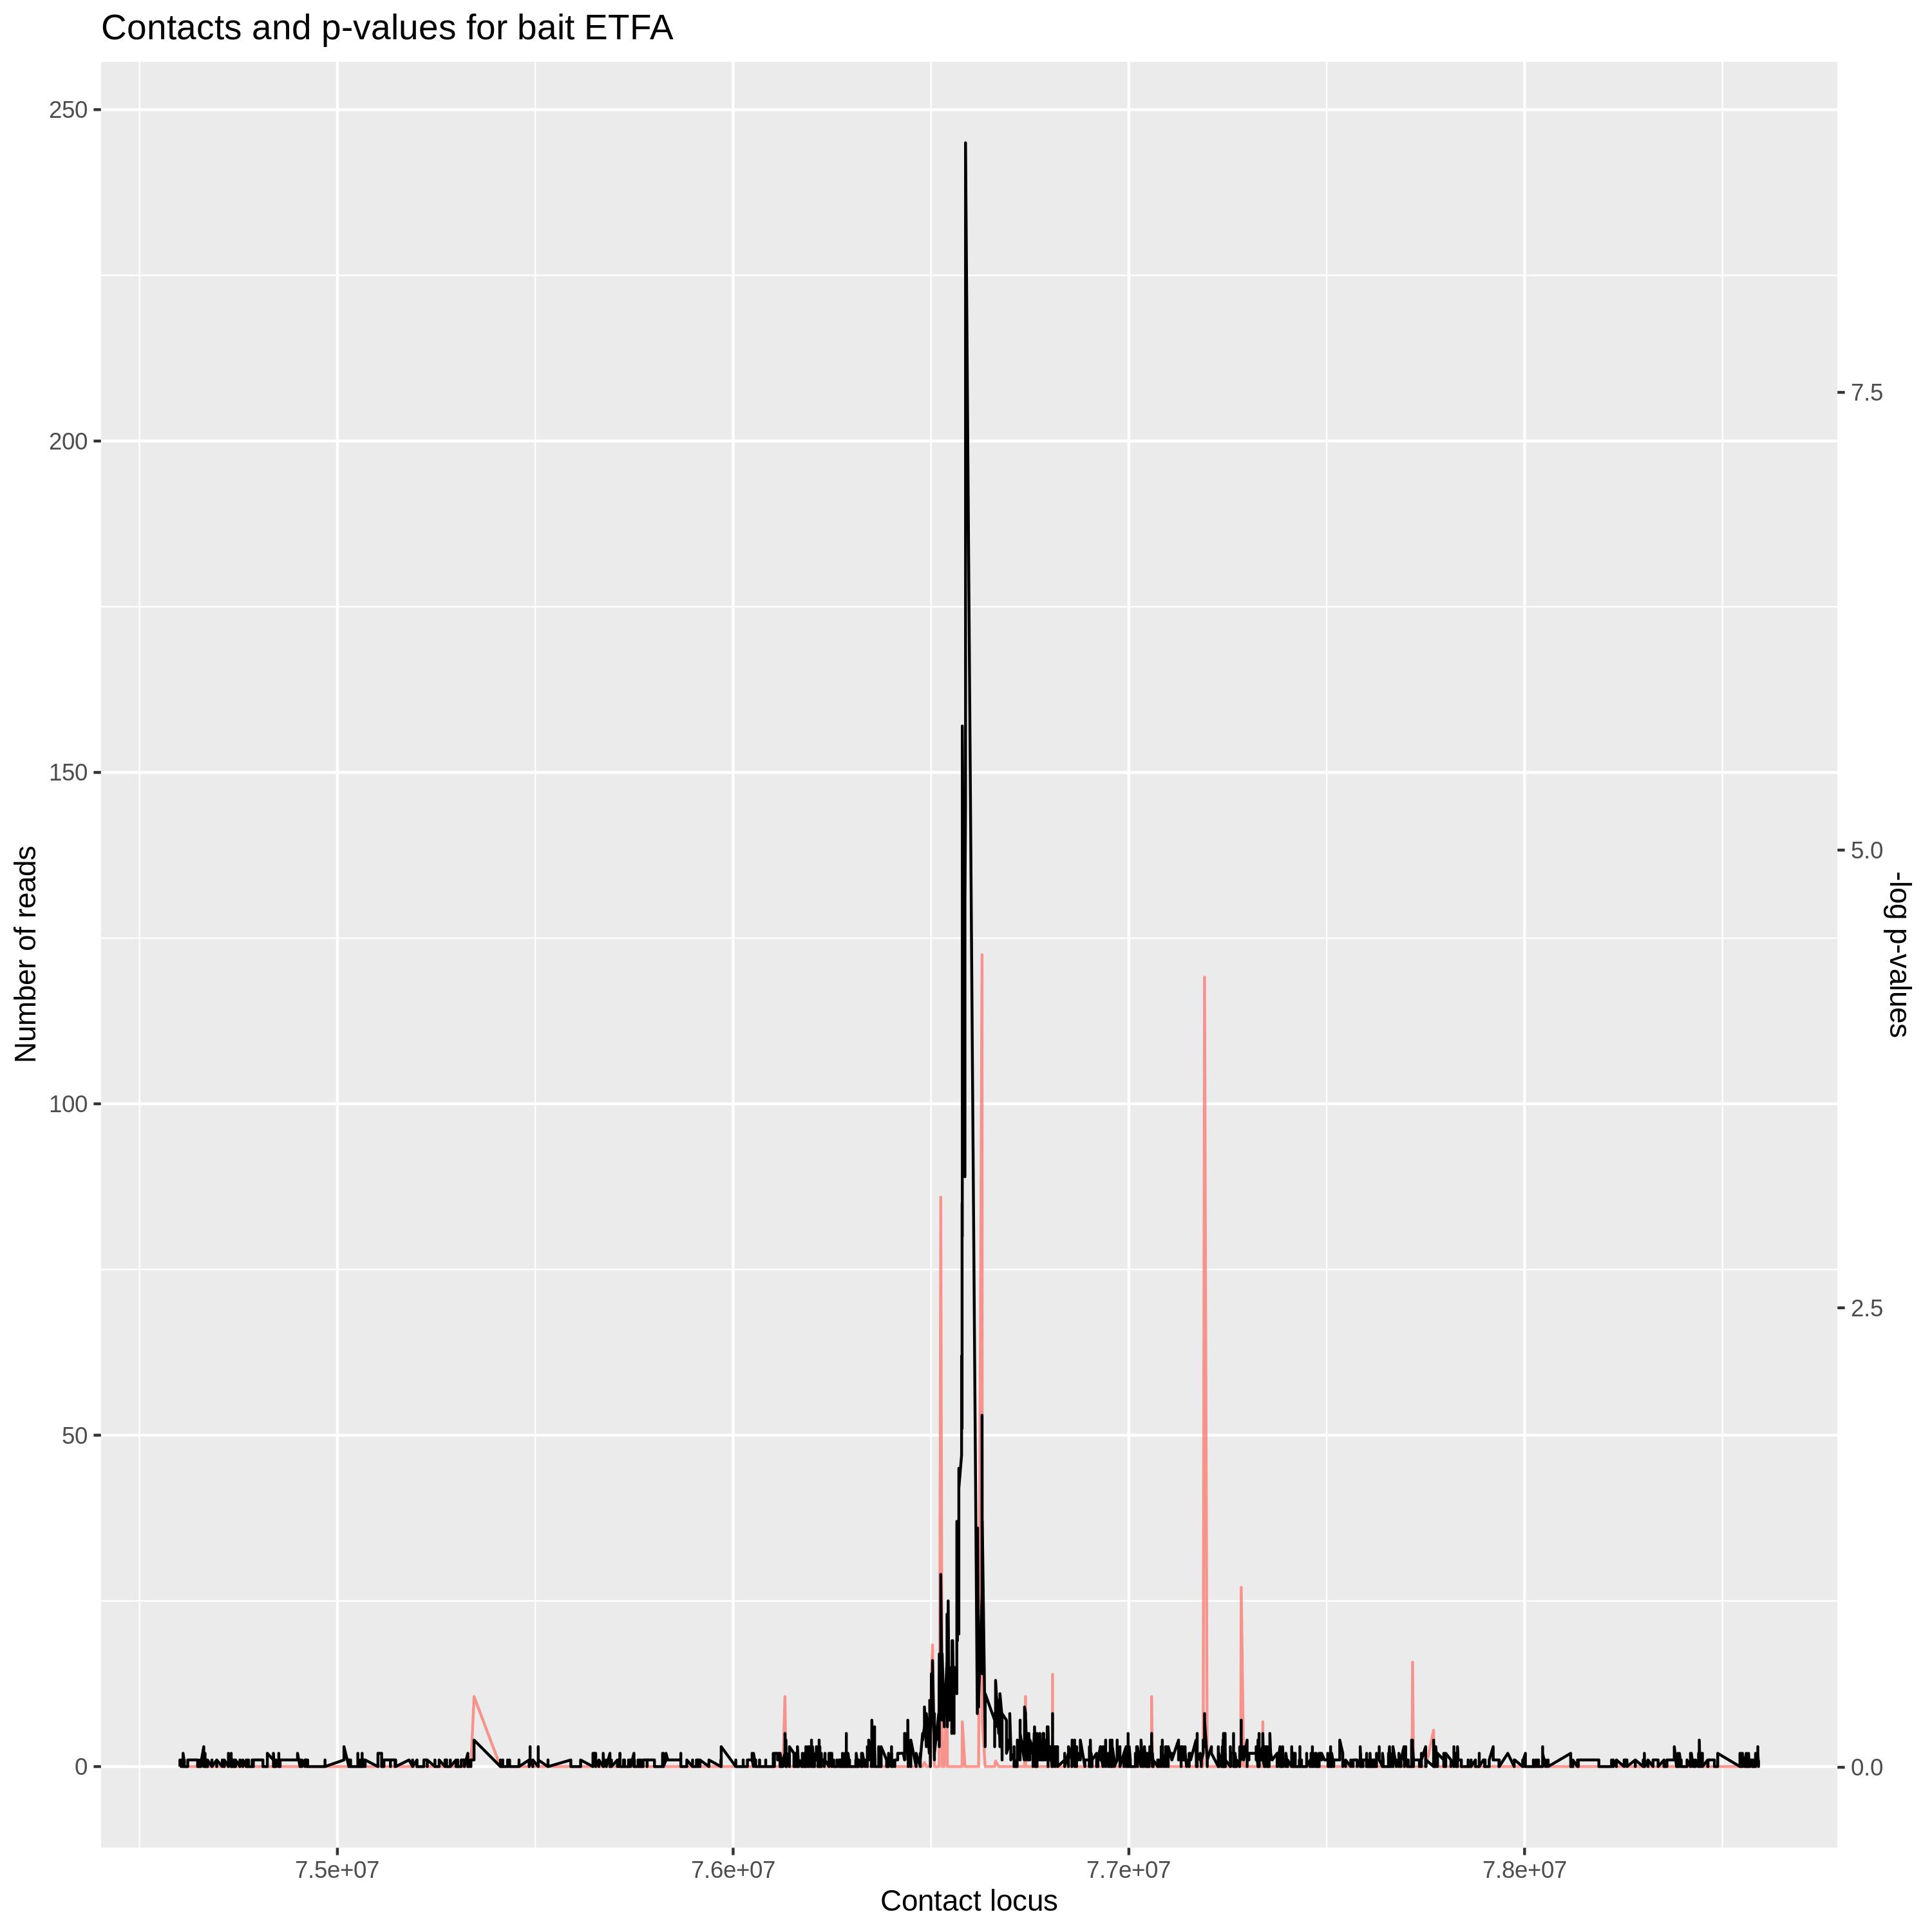 Contacts and p-values for bait ETFA
250
200
150
100
50
0
Number of reads
7.5
5.0
2.5
0.0
-log p-values
7.5e+07
7.6e+07
7.7e+07
7.8e+07
Contact locus